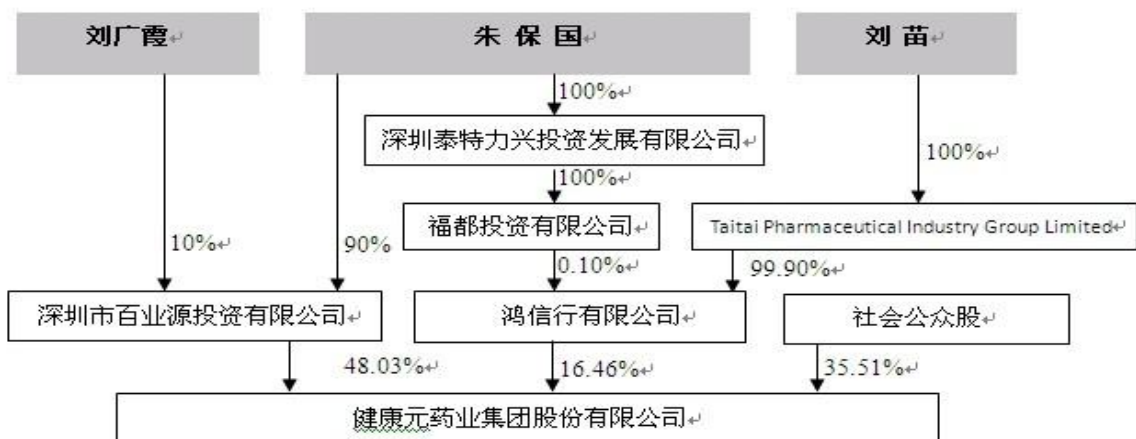 刘广霞
朱 保 国
刘 苗
100%
深圳泰特力兴投资发展有限公司
100%
100%
福都投资有限公司
Taitai Pharmaceutical Industry Group Limited
10%
90%
0.10%
99.90%
深圳市百业源投资有限公司
鸿信行有限公司
社会公众股
48.03%
16.46%
35.51%
健康元药业集团股份有限公司